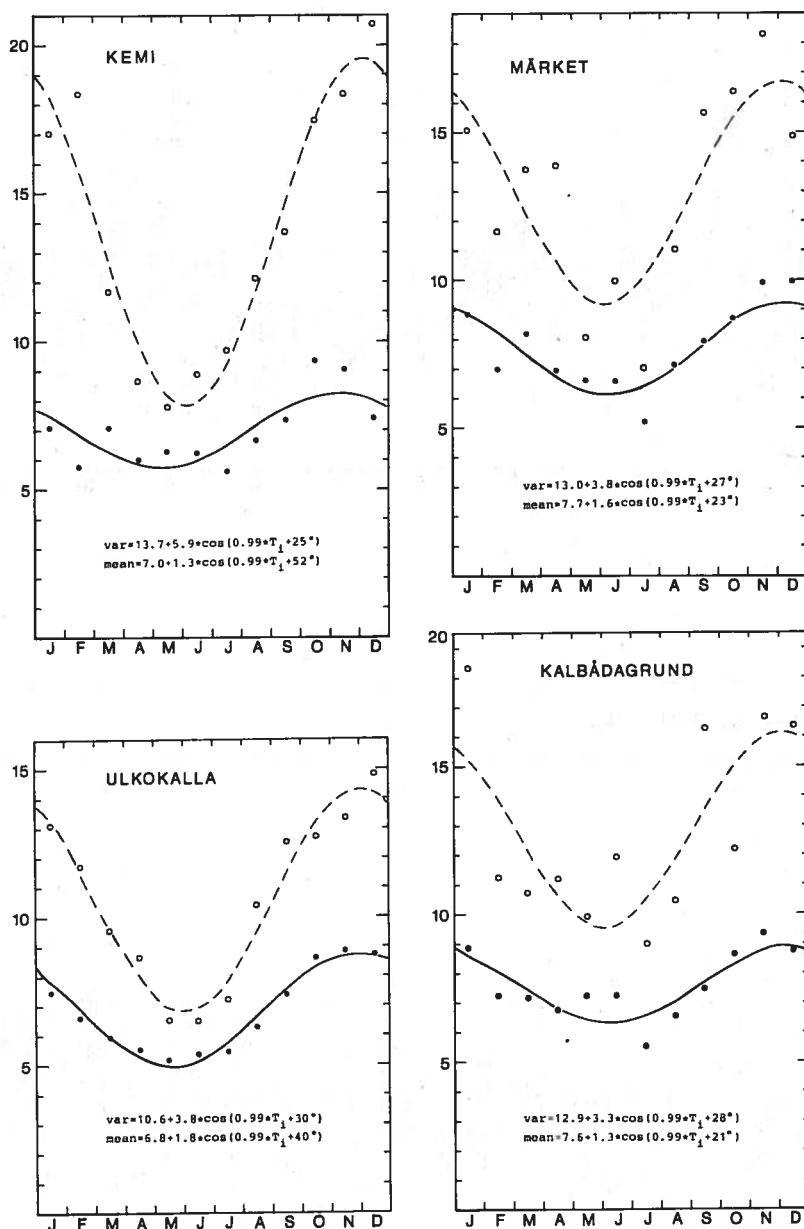 KEMI
20
15
10
5
var=13.7+5.9*cos(0.99*T_i+25°)
mean=7.0+1.3*cos(0.99*T_i+52°)
J F M A M J J A S O N D
MÄRKET
15
10
5
var=13.0+3.8*cos(0.99*T_i+27°)
mean=7.7+1.6*cos(0.99*T_i+23°)
J F M A M J J A S O N D
ULKOKALLA
15
10
5
var=10.6+3.8*cos(0.99*T_i+30°)
mean=6.8+1.8*cos(0.99*T_i+40°)
J F M A M J J A S O N D
KALBÅDAGRUND
20
15
10
5
var=12.9+3.3*cos(0.99*T_i+28°)
mean=7.6+1.3*cos(0.99*T_i+21°)
J F M A M J J A S O N D